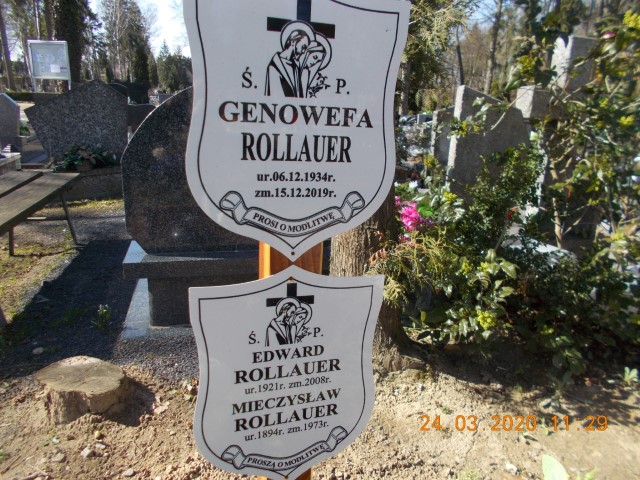 Ś. P.
GENOWEFA
ROLLAUER
ur.06.12.1934r.
zm.15.12.2019r.
PROSI O MODLITWĘ
Ś. P.
EDWARD
ROLLAUER
ur.1921r. zm.2008r.
MIECZYSŁAW
ROLLAUER
ur.1894r. zm.1973r.
PROSZĄ O MODLITWĘ
24.03.2020 11:29